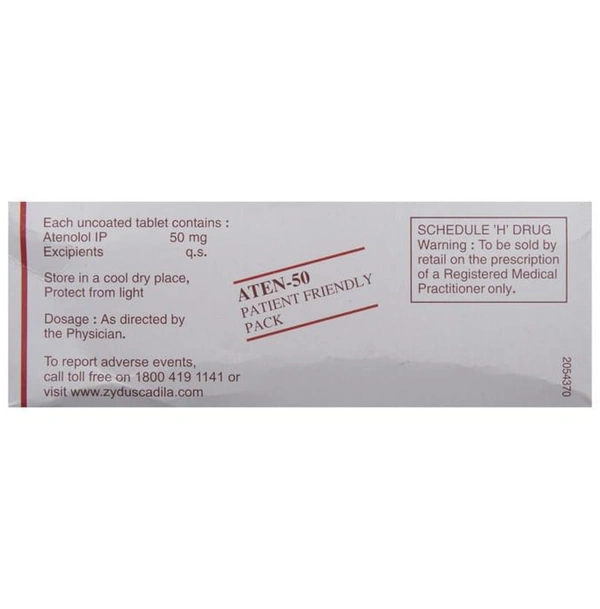 Each uncoated tablet contains :
Atenolol IP 50 mg
Excipients q.s.
Store in a cool dry place,
Protect from light
Dosage : As directed by
the Physician.
To report adverse events,
call toll free on 1800 419 1141 or
visit www.zyduscadila.com
ATEN-50
PATIENT FRIENDLY
PACK
SCHEDULE 'H' DRUG
Warning : To be sold by
retail on the prescription
of a Registered Medical
Practitioner only.
2054370